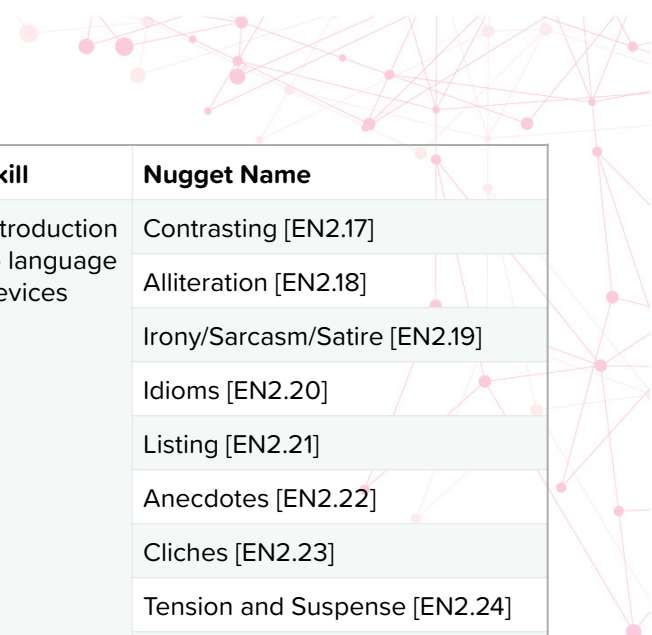 kill Nugget Name
troduction Contrasting [EN2.17]
language
evices
Alliteration [EN2.18]
Irony/Sarcasm/Satire [EN2.19]
Idioms [EN2.20]
Listing [EN2.21]
Anecdotes [EN2.22]
Cliches [EN2.23]
Tension and Suspense [EN2.24]